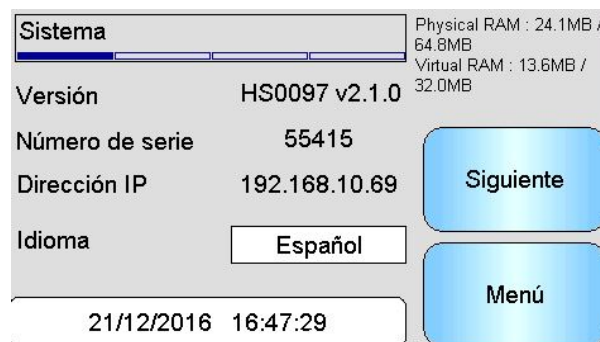 Sistema
Physical RAM : 24.1MB /
64.8MB
Virtual RAM : 13.6MB /
32.0MB
Versión HS0097 v2.1.0
Número de serie 55415
Dirección IP 192.168.10.69
Siguiente
Idioma Español
Menú
21/12/2016 16:47:29